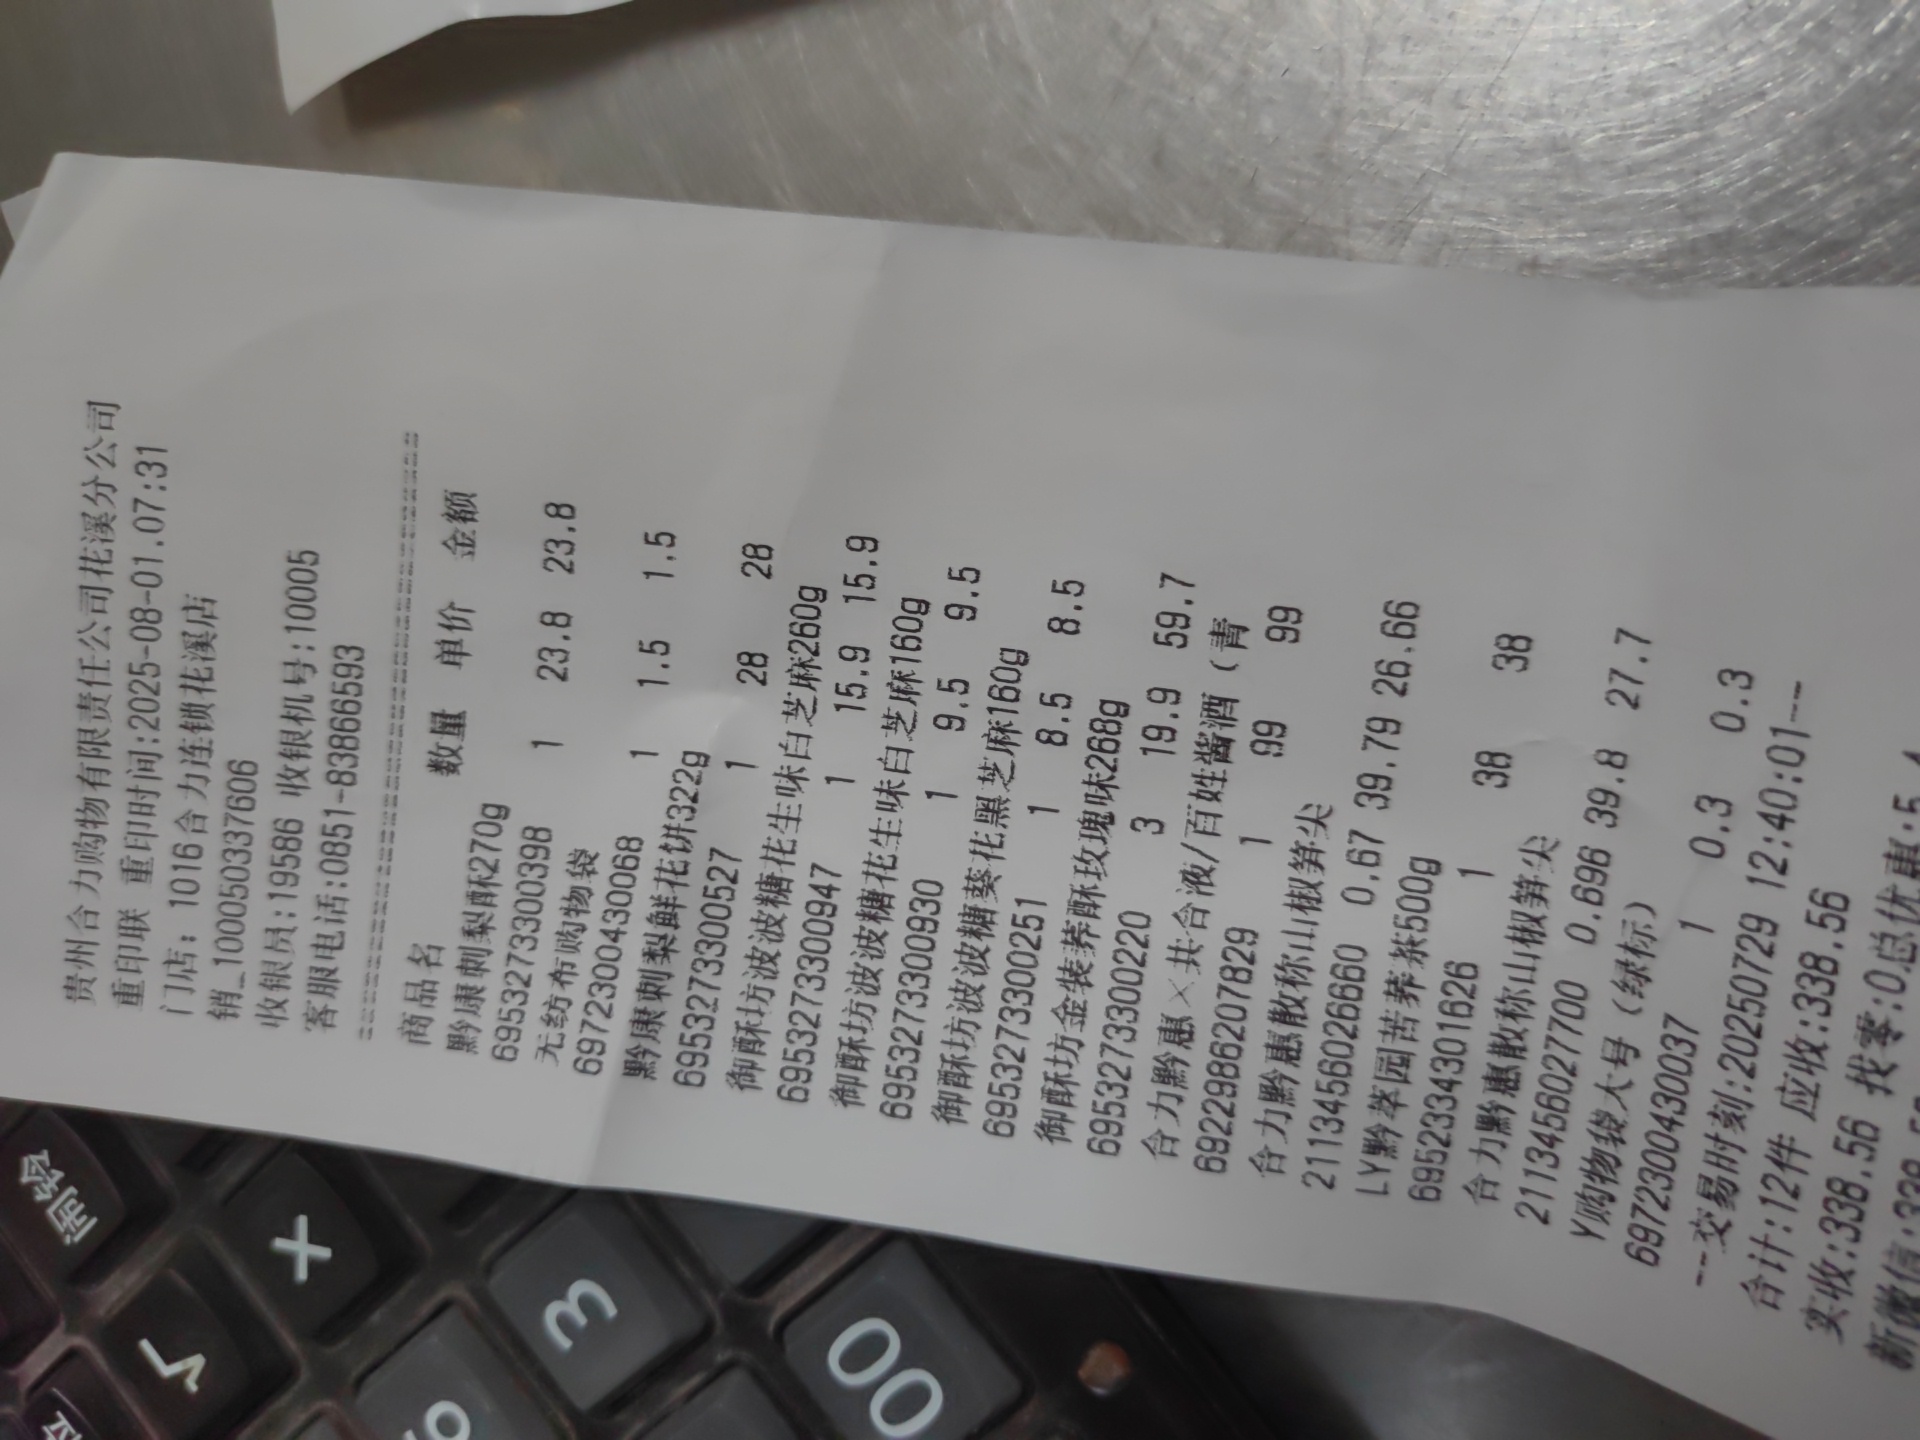 贵州合力购物有限责任公司花溪分公司
重印联 重印时间:2025-08-01.07:31
门店: 1016合力连锁花溪店
销_100050337606
收银员:19586 收银机号:10005
客服电话:0851-83866593
商品名 数量 单价 金额
黔康刺梨酥270g
6953273300398 1 23.8 23.8
无纺布购物袋
6972300430068 1 1.5 1.5
黔康刺梨鲜花饼322g
6953273300527 1 28 28
御酥坊波波糖花生味白芝麻260g
6953273300947 1 15.9 15.9
御酥坊波波糖花生味白芝麻160g
6953273300930 1 9.5 9.5
御酥坊波波糖葵花黑芝麻160g
6953273300251 1 8.5 8.5
御酥坊金装荞酥玫瑰味268g
6953273300220 3 19.9 59.7
合力黔惠×共合液/百姓酱酒（青
6922986207829 1 99 99
合力黔惠散称山椒笋尖
2113456026660 0.67 39.79 26.66
LY黔萃园苦荞茶500g
6952334301626 1 38 38
合力黔惠散称山椒笋尖
2113456027700 0.696 39.8 27.7
Y购物袋大号（绿标）
6972300430037 1 0.3 0.3
---交易时刻:20250729 12:40:01---
合计:12件 应收:338.56
实收:338.56 找零:0总优惠:5.4
新微信:338.56
×
√
3
00